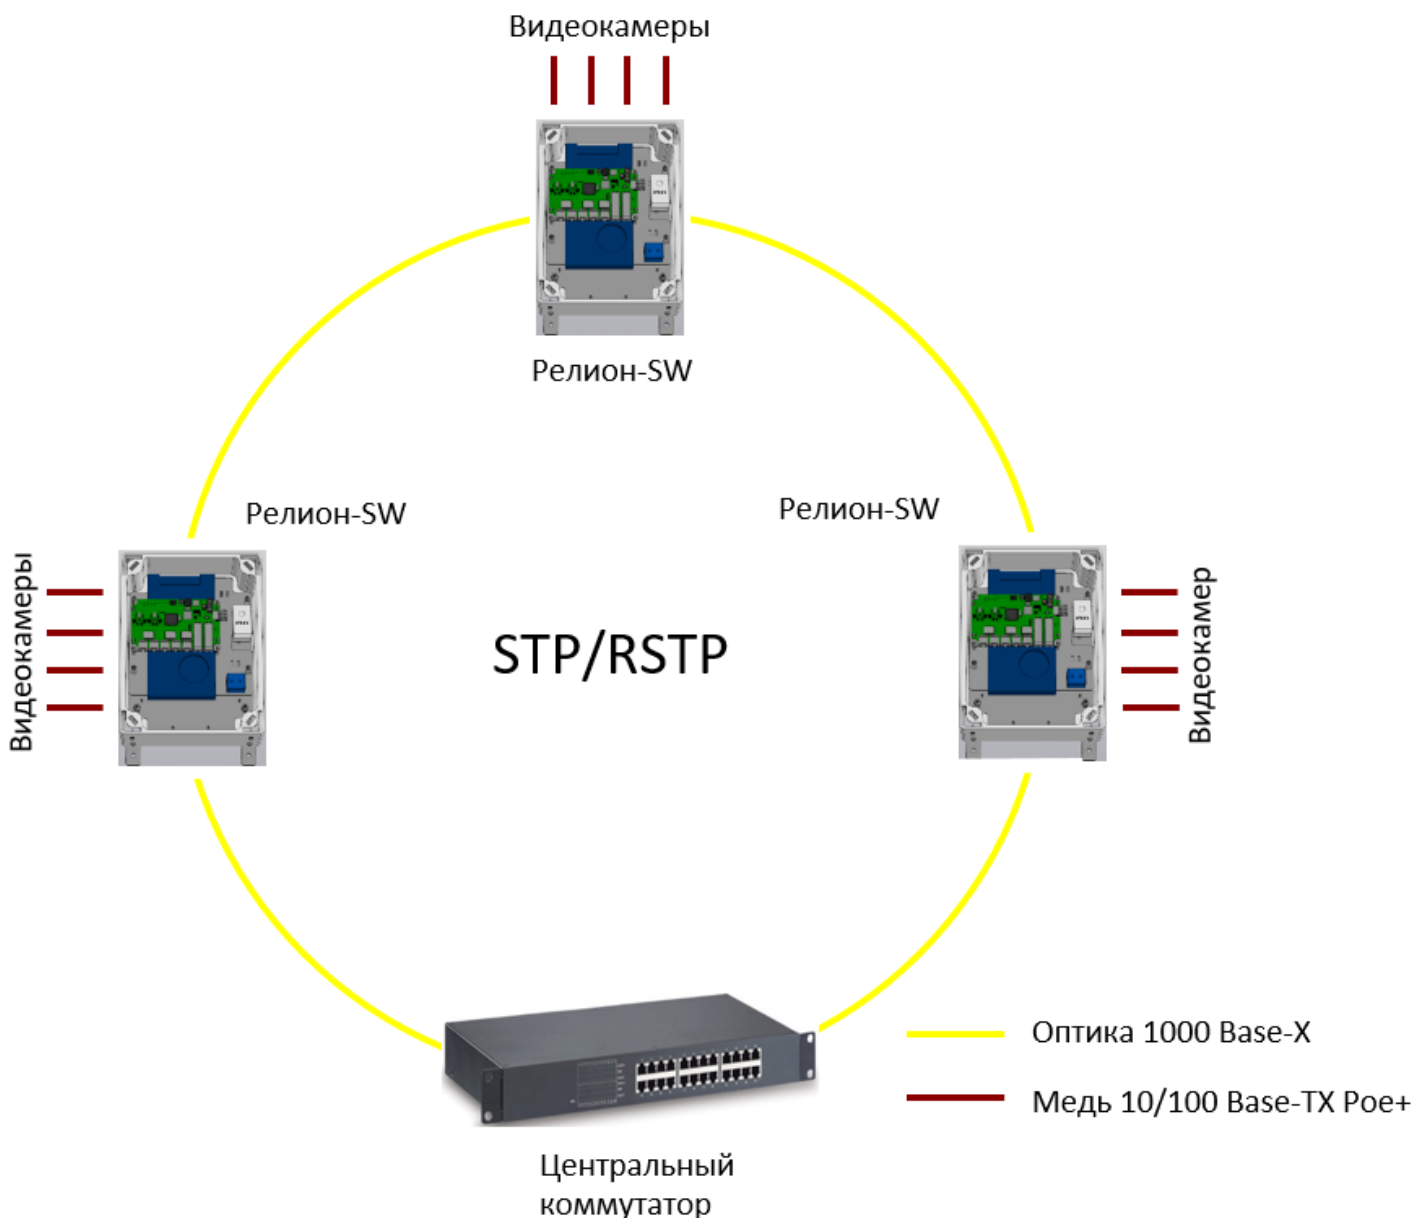 Видеокамеры
Релион-SW
Релион-SW
Релион-SW
Видеокамеры
STP/RSTP
Видеокамер
Оптика 1000 Base-X
Медь 10/100 Base-TX Poe+
Центральный
коммутатор